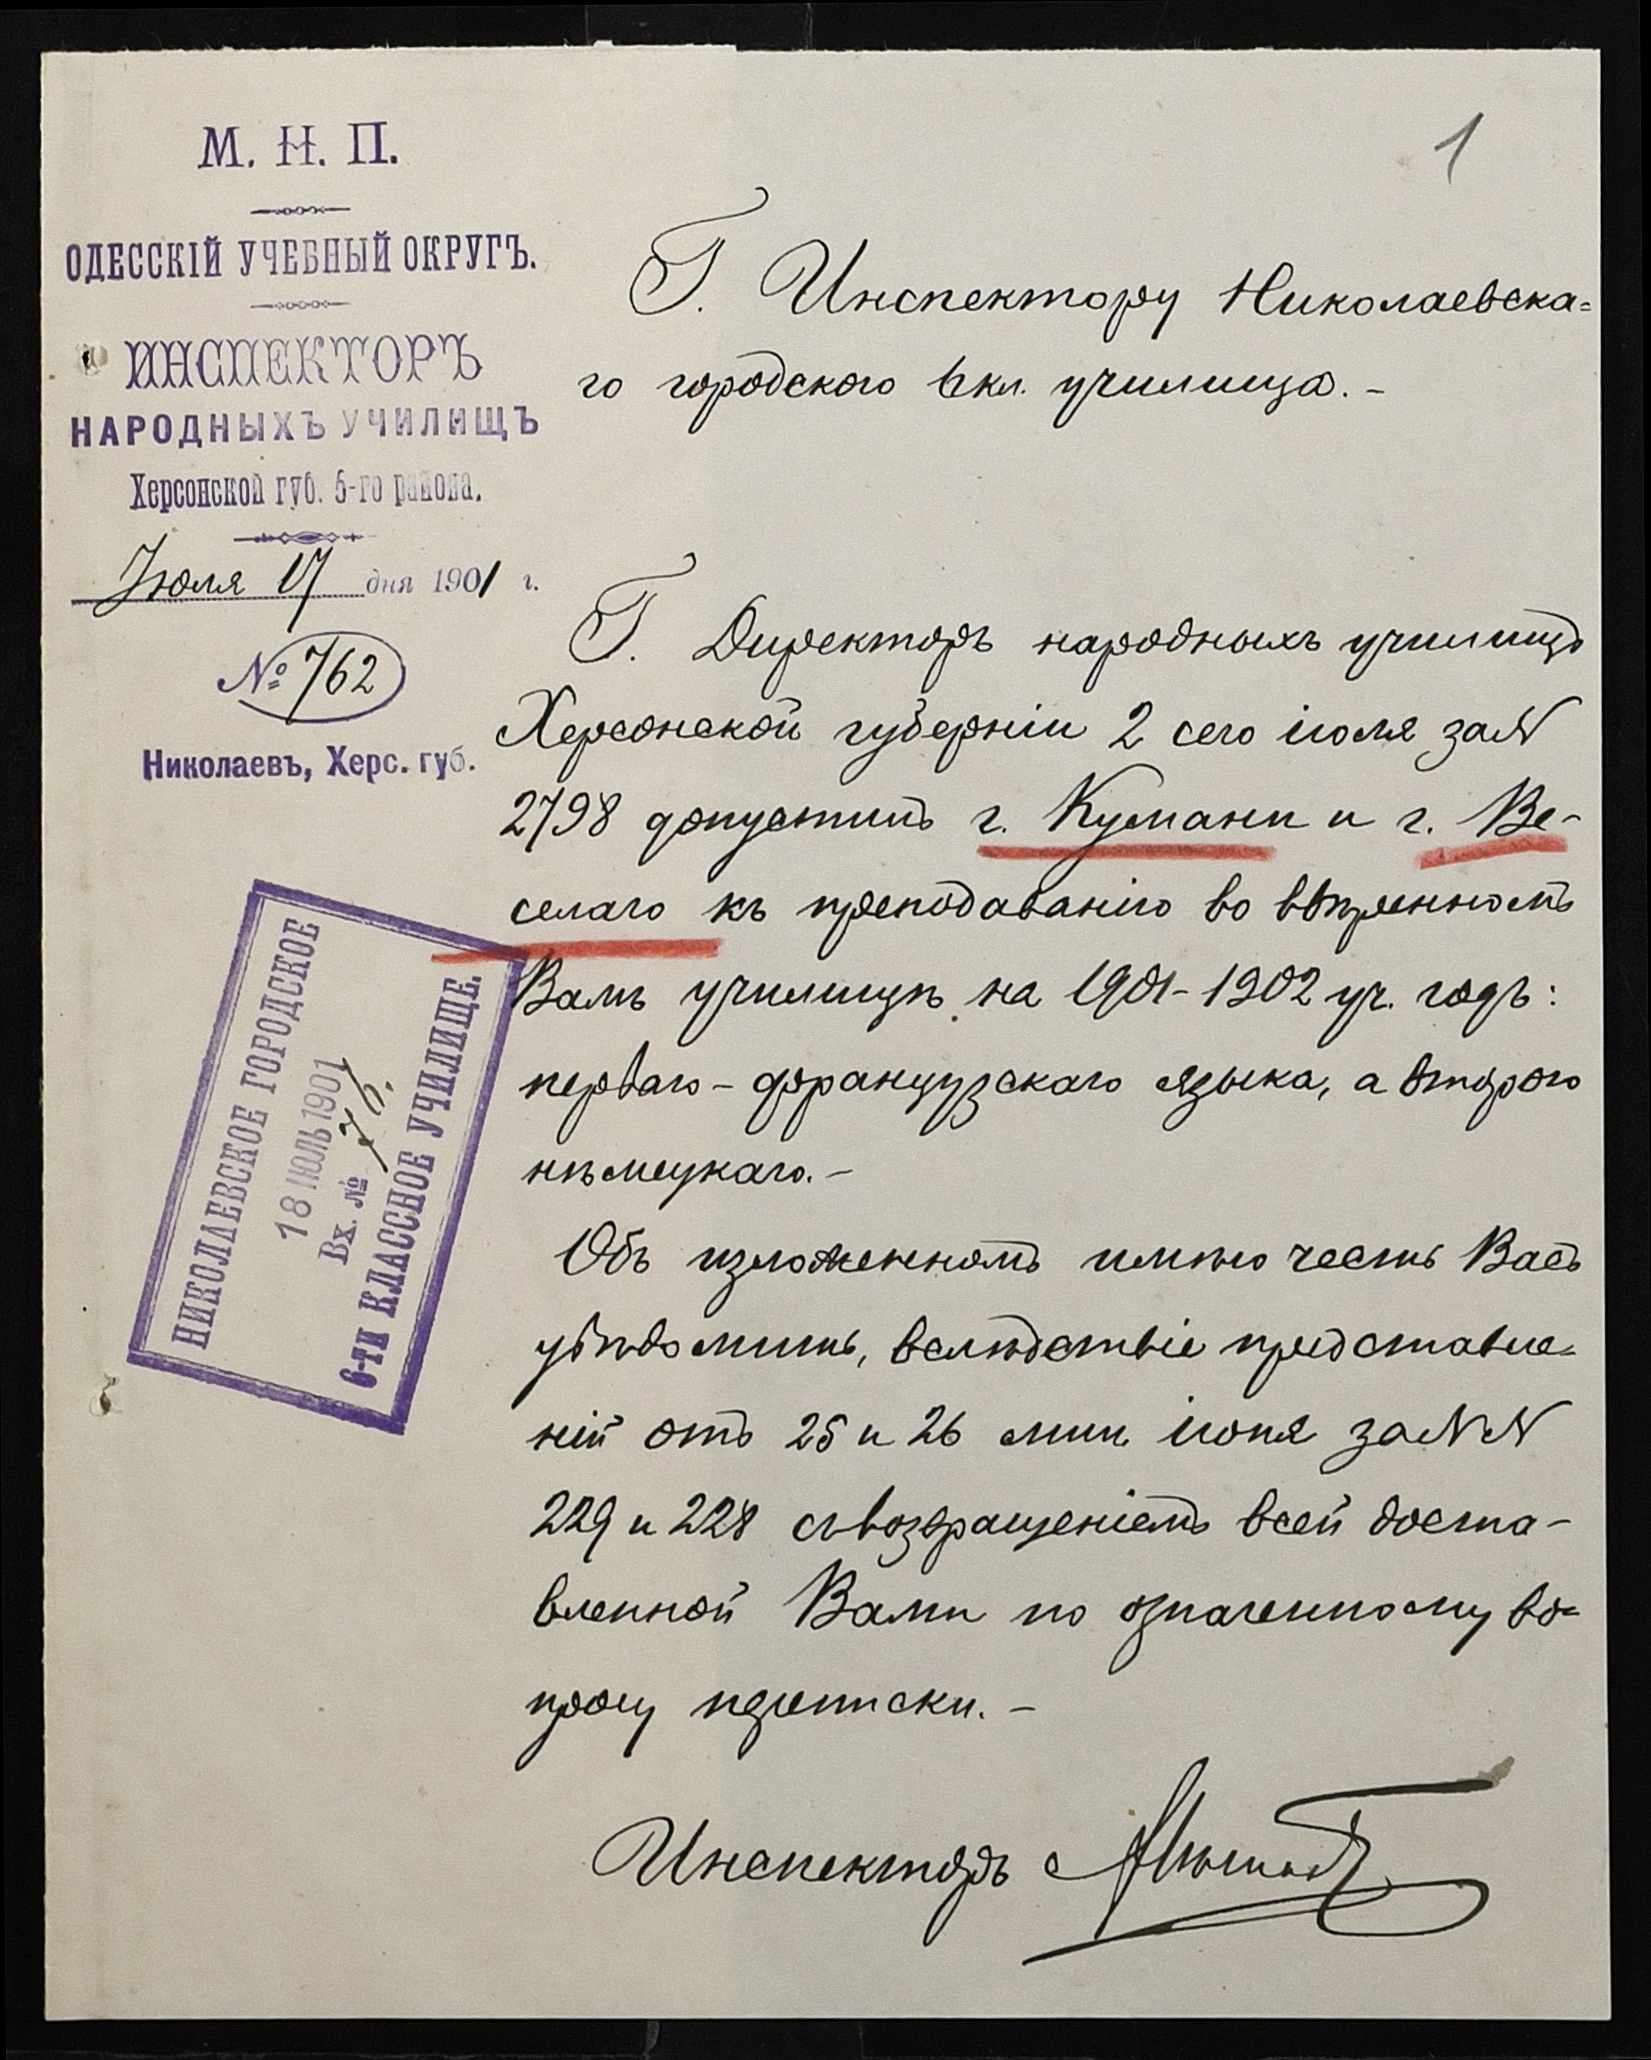 1
М. Н. П.
ОДЕССКІЙ УЧЕБНЫЙ ОКРУГЪ.
ИНСПЕКТОРЪ
НАРОДНЫХЪ УЧИЛИЩЪ
Херсонской губ. 5-го района.
Іюля 17 дня 1901 г.
№ 762
Николаевъ, Херс. губ.
Г. Инспектору Николаевска=
го городского 6 кл. училища. -
Г. Директоръ народныхъ училищъ
Херсонской губерніи 2 сего іюля за N
2798 допустилъ г. Кумани и г. Ве-
селаго къ преподаванію во ввѣренномъ
Вамъ училищѣ на 1901-1902 уч. годъ:
перваго - французскаго языка, а второго
нѣмецкаго. -
Объ изложенномъ имѣю честь Васъ
увѣдомить, вслѣдствіе представле=
ній отъ 25 и 26 мин. іюня за NN
229 и 228 съ возвращеніемъ всей доста-
вленной Вами по означенному во=
просу переписки. -
Инспекторъ
НИКОЛАЕВСКОЕ ГОРОДСКОЕ
18 ІЮЛЬ 1901
Вх. №
6-ти КЛАССНОЕ УЧИЛИЩЕ.